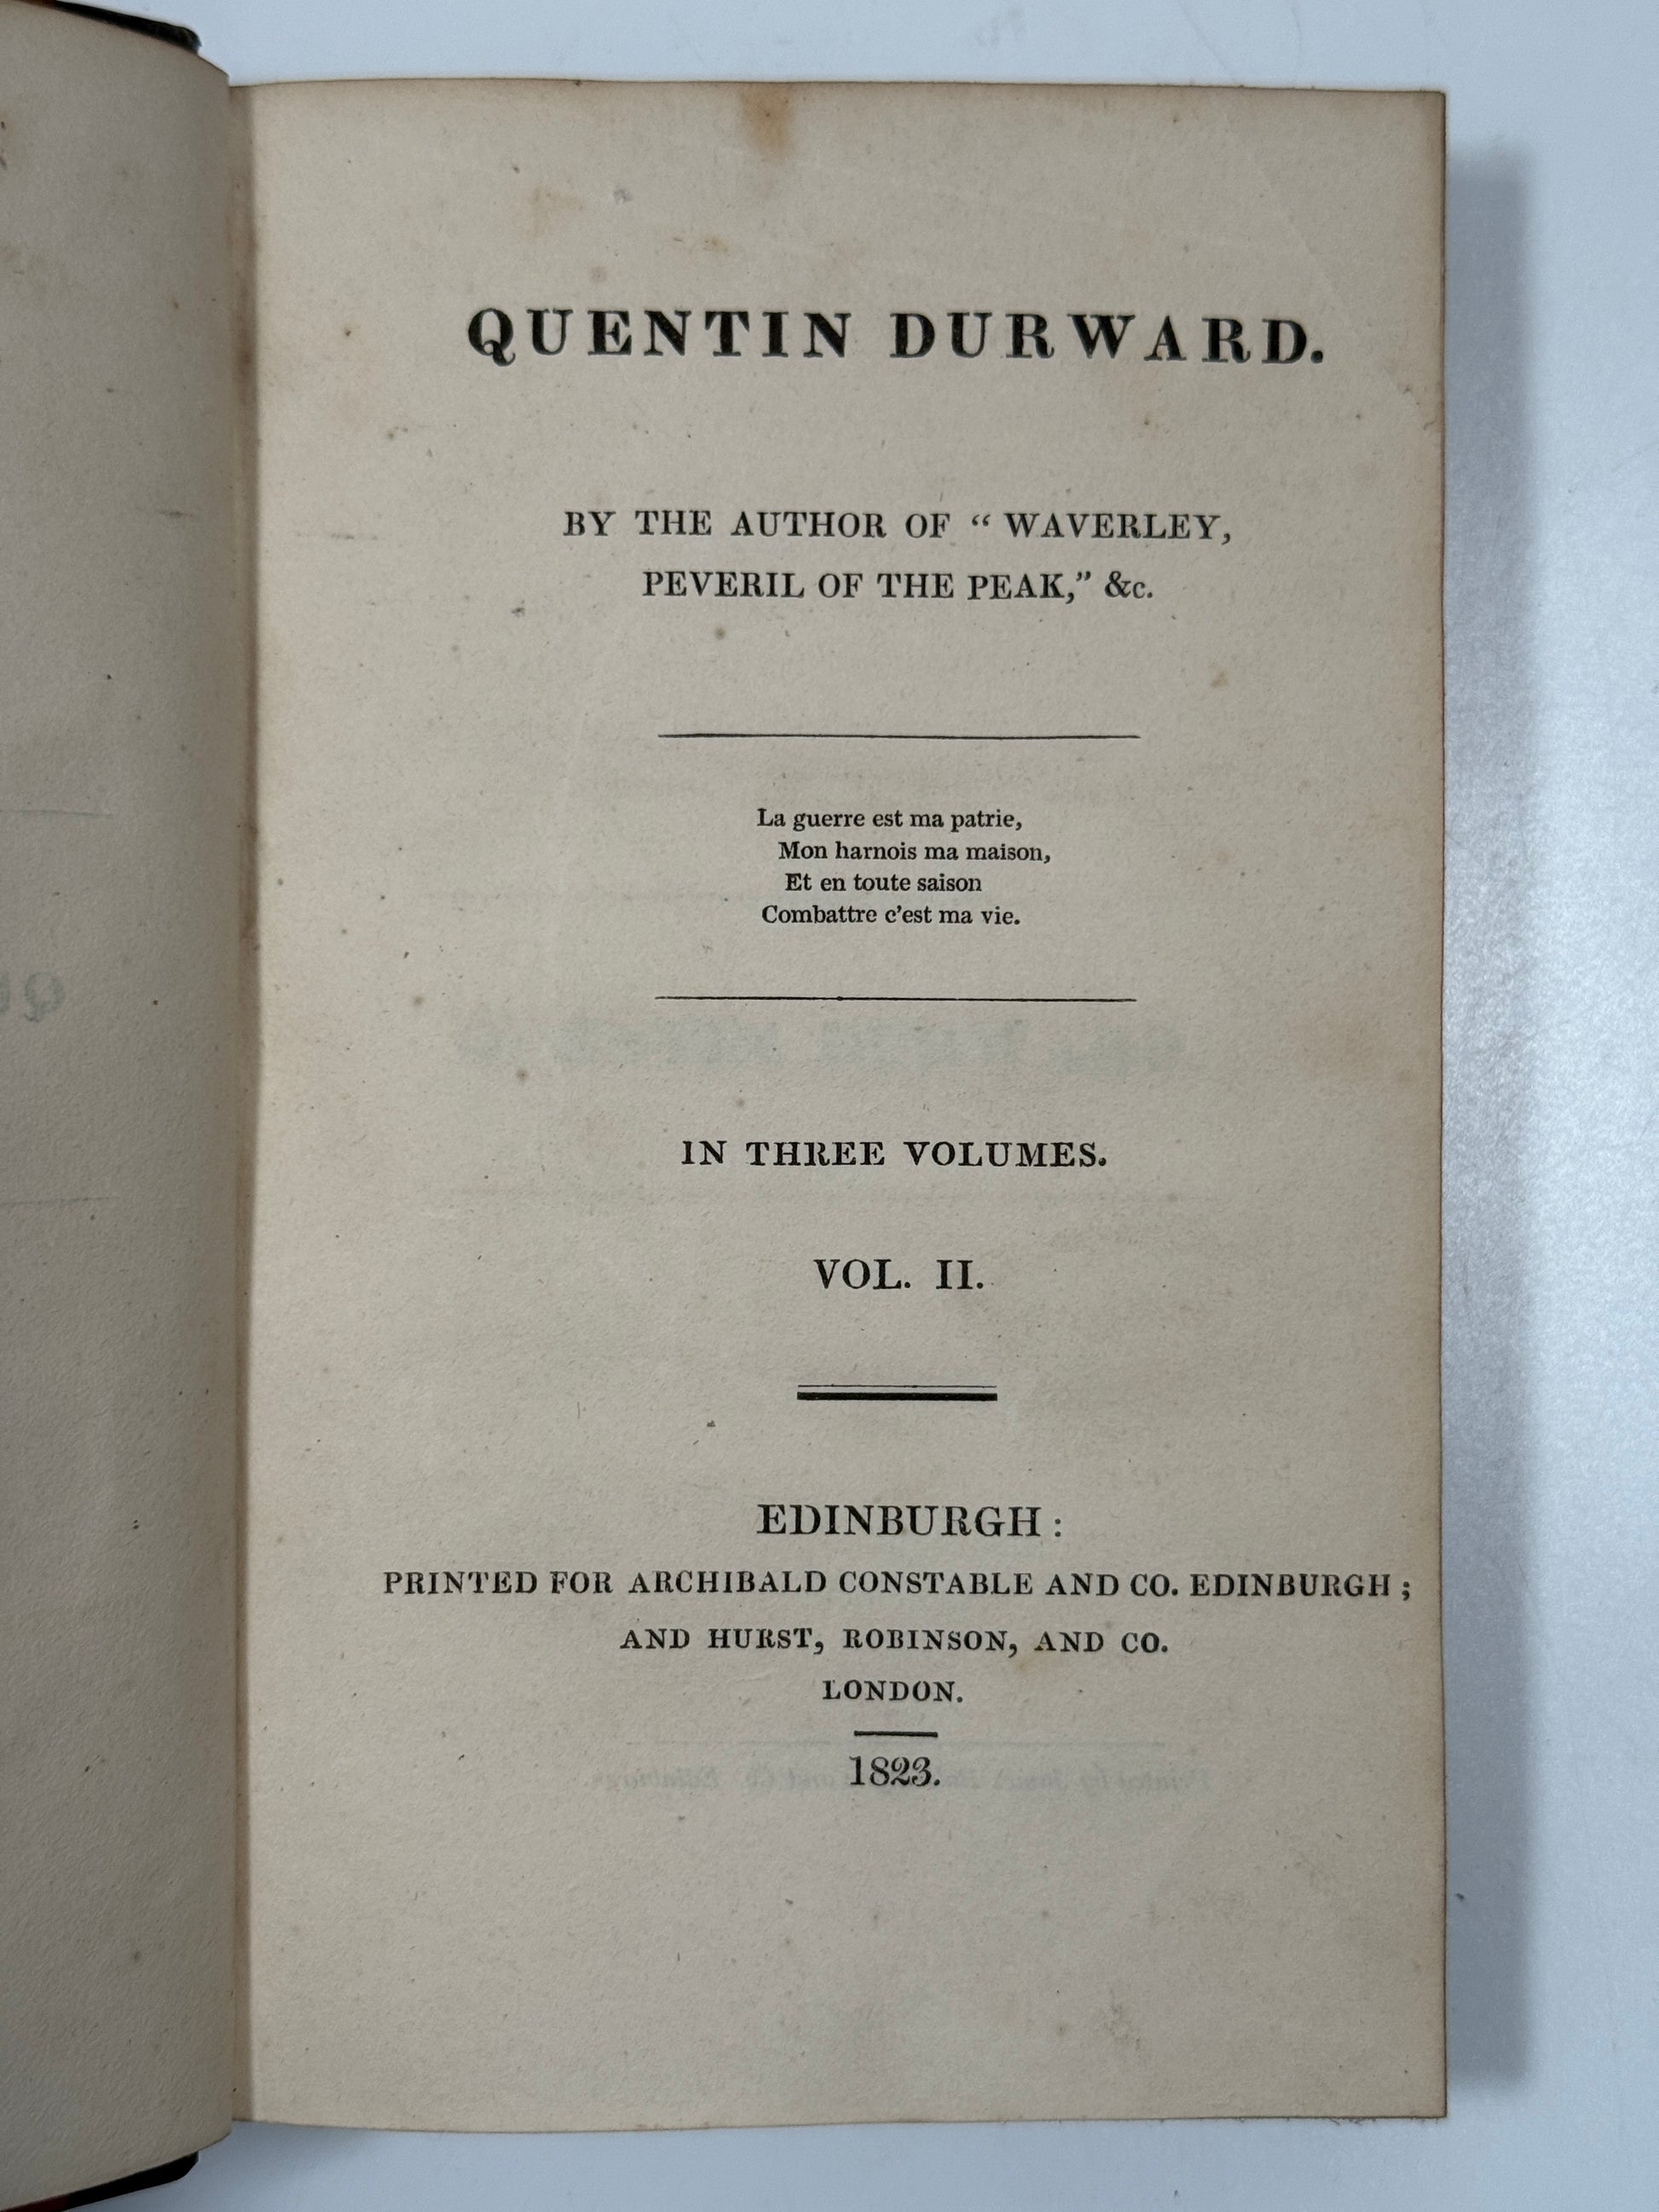 QUENTIN DURWARD.
BY THE AUTHOR OF “ WAVERLEY,
PEVERIL OF THE PEAK,” &c.
La guerre est ma patrie,
Mon harnois ma maison,
Et en toute saison
Combattre c’est ma vie.
IN THREE VOLUMES.
VOL. II.
EDINBURGH :
PRINTED FOR ARCHIBALD CONSTABLE AND CO. EDINBURGH ;
AND HURST, ROBINSON, AND CO.
LONDON.
1823.